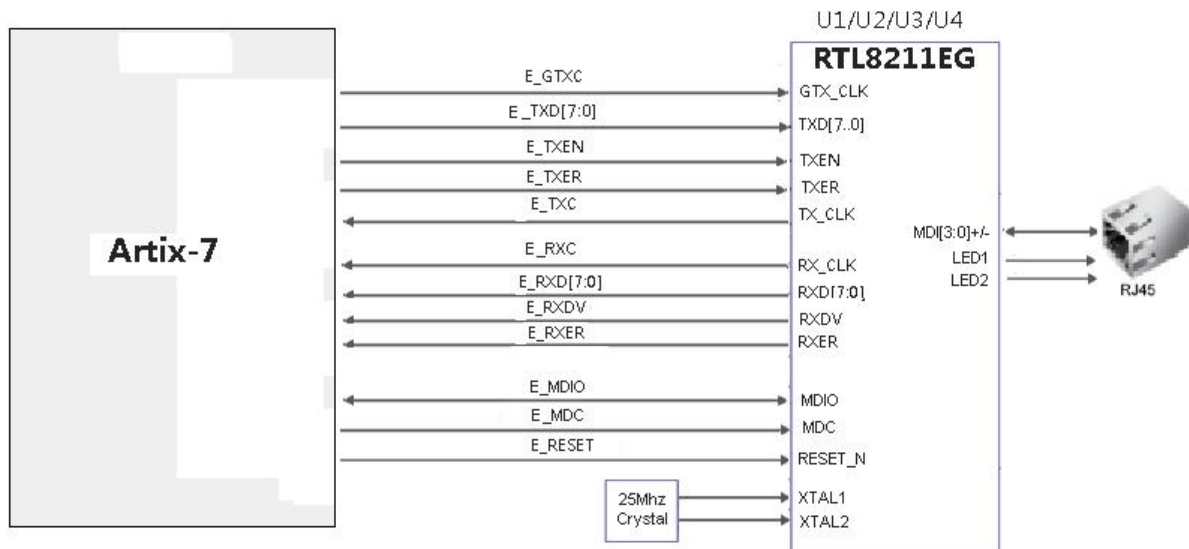 U1/U2/U3/U4
RTL8211EG
E_GTXC
GTX_CLK
E_TXD[7:0]
TXD[7..0]
E_TXEN
TXEN
E_TXER
TXER
E_TXC
TX_CLK
Artix-7
MDI[3:0]+/-
E_RXC
RX_CLK
LED1
E_RXD[7:0]
RXD[7:0]
LED2
RJ45
E_RXDV
RXDV
E_RXER
RXER
E_MDIO
MDIO
E_MDC
MDC
E_RESET
RESET_N
25Mhz
Crystal
XTAL1
XTAL2